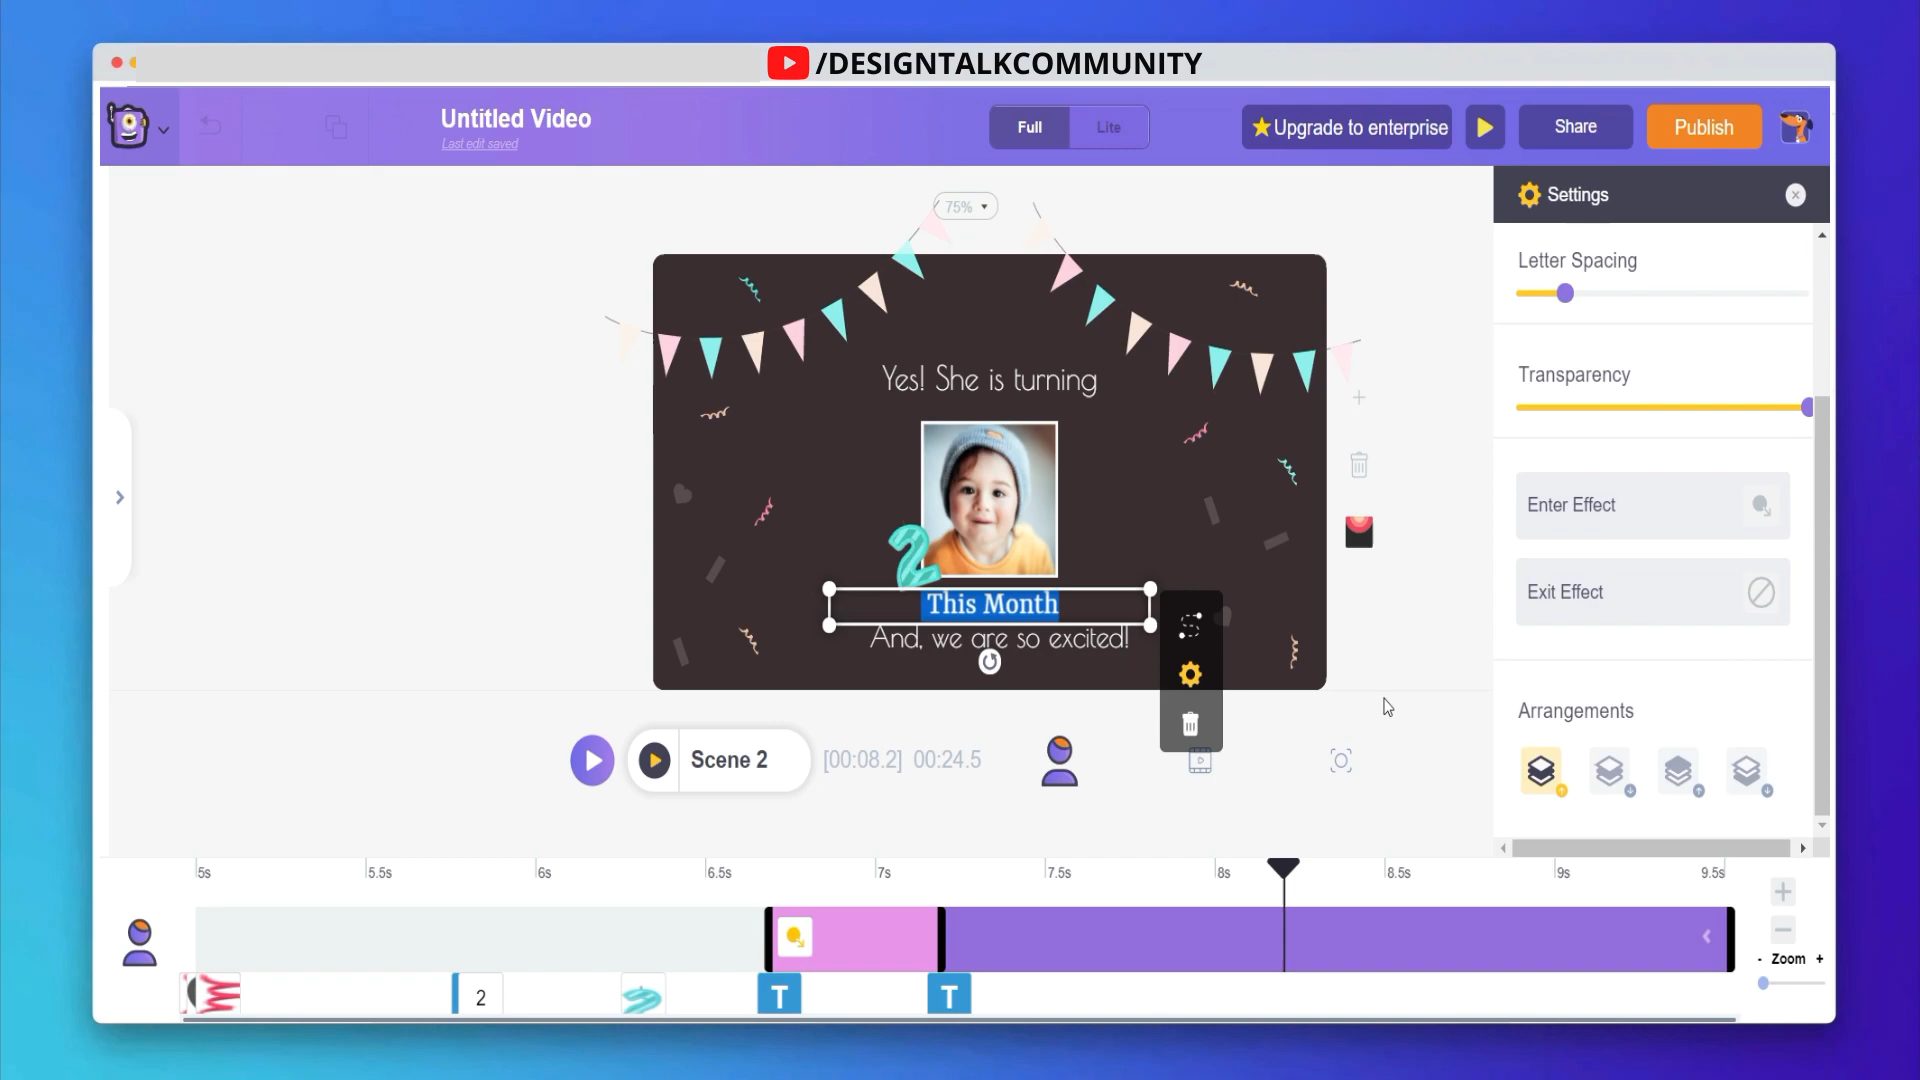 /DESIGNTALKCOMMUNITY
Untitled Video
Last edit saved
Full
Lite
Upgrade to enterprise
Share
Publish
75%
Settings
Letter Spacing
Transparency
Enter Effect
Exit Effect
Arrangements
Yes! She is turning
2
This Month
And, we are so excited!
Scene 2
[00:08.2] 00:24.5
5s
5.5s
6s
6.5s
7s
7.5s
8s
8.5s
9s
9.5s
- Zoom +
2
T
T